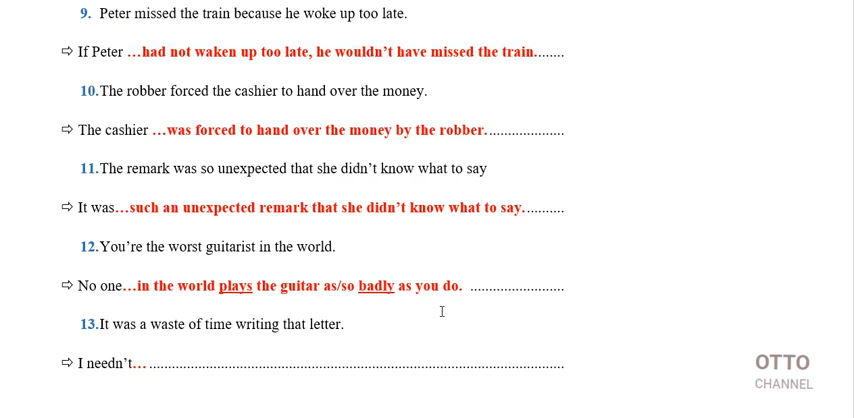 9. Peter missed the train because he woke up too late.
⇨ If Peter …had not waken up too late, he wouldn’t have missed the train........
10.The robber forced the cashier to hand over the money.
⇨ The cashier …was forced to hand over the money by the robber.....................
11.The remark was so unexpected that she didn’t know what to say
⇨ It was…such an unexpected remark that she didn’t know what to say...........
12.You’re the worst guitarist in the world.
⇨ No one…in the world plays the guitar as/so badly as you do. .........................
13.It was a waste of time writing that letter.
⇨ I needn’t… ................................................................................................................
OTTO
CHANNEL